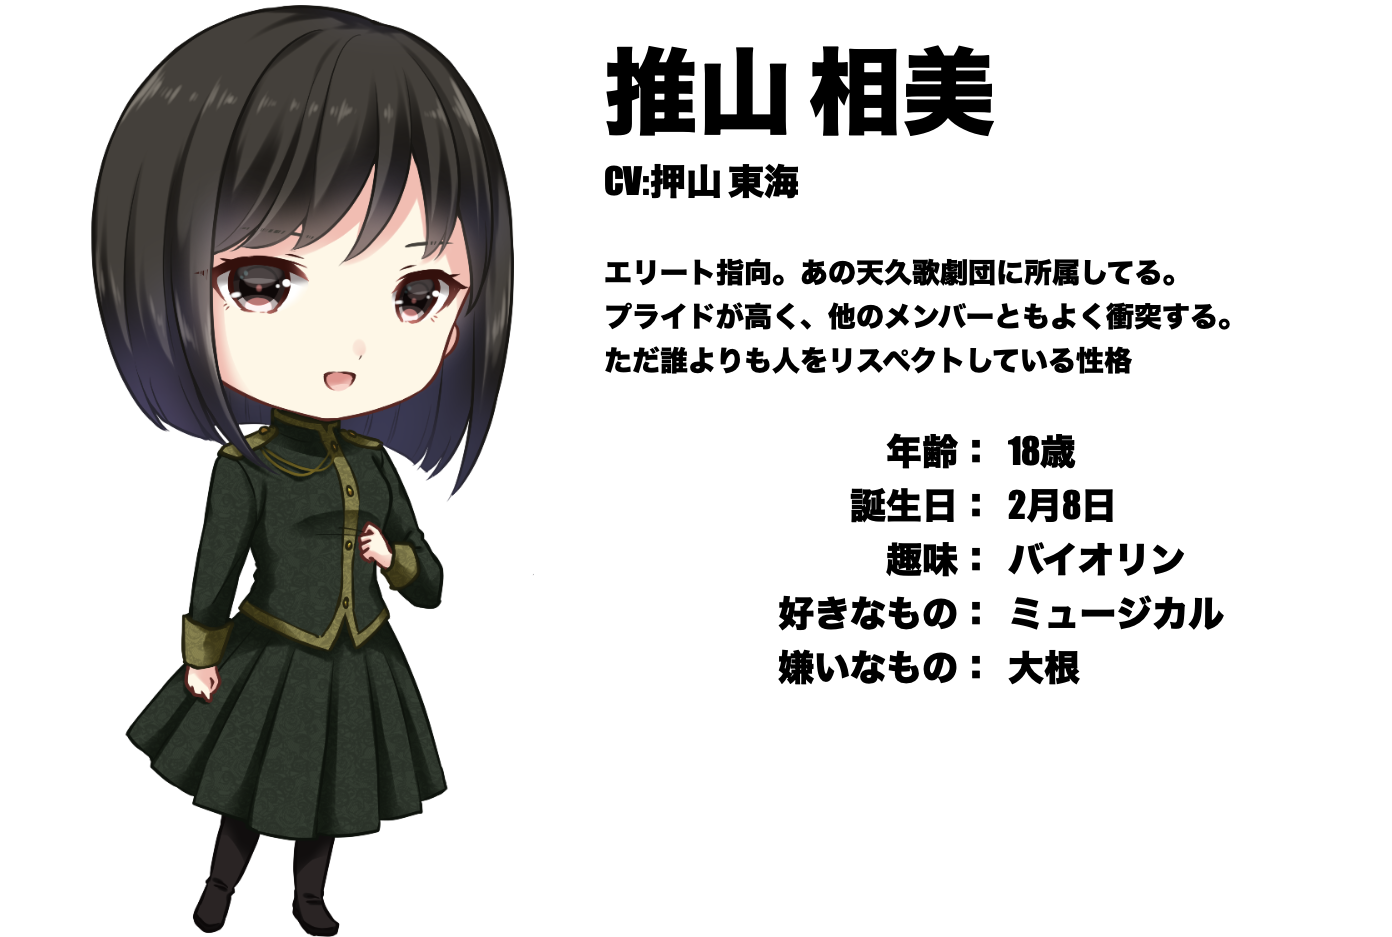 推山 相美
CV:押山 東海
エリート指向。あの天久歌劇団に所属してる。
プライドが高く、他のメンバーともよく衝突する。
ただ誰よりも人をリスペクトしている性格
年齢： 18歳
誕生日： 2月8日
趣味： バイオリン
好きなもの： ミュージカル
嫌いなもの： 大根